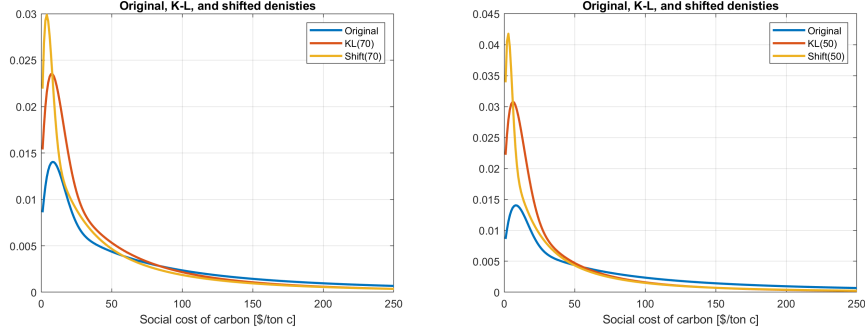 Original, K-L, and shifted denisties
Original
KL(70)
Shift(70)
0.03
0.025
0.02
0.015
0.01
0.005
0
0
50
100
150
200
250
Social cost of carbon [$/ton c]
Original, K-L, and shifted denisties
Original
KL(50)
Shift(50)
0.045
0.04
0.035
0.03
0.025
0.02
0.015
0.01
0.005
0
0
50
100
150
200
250
Social cost of carbon [$/ton c]